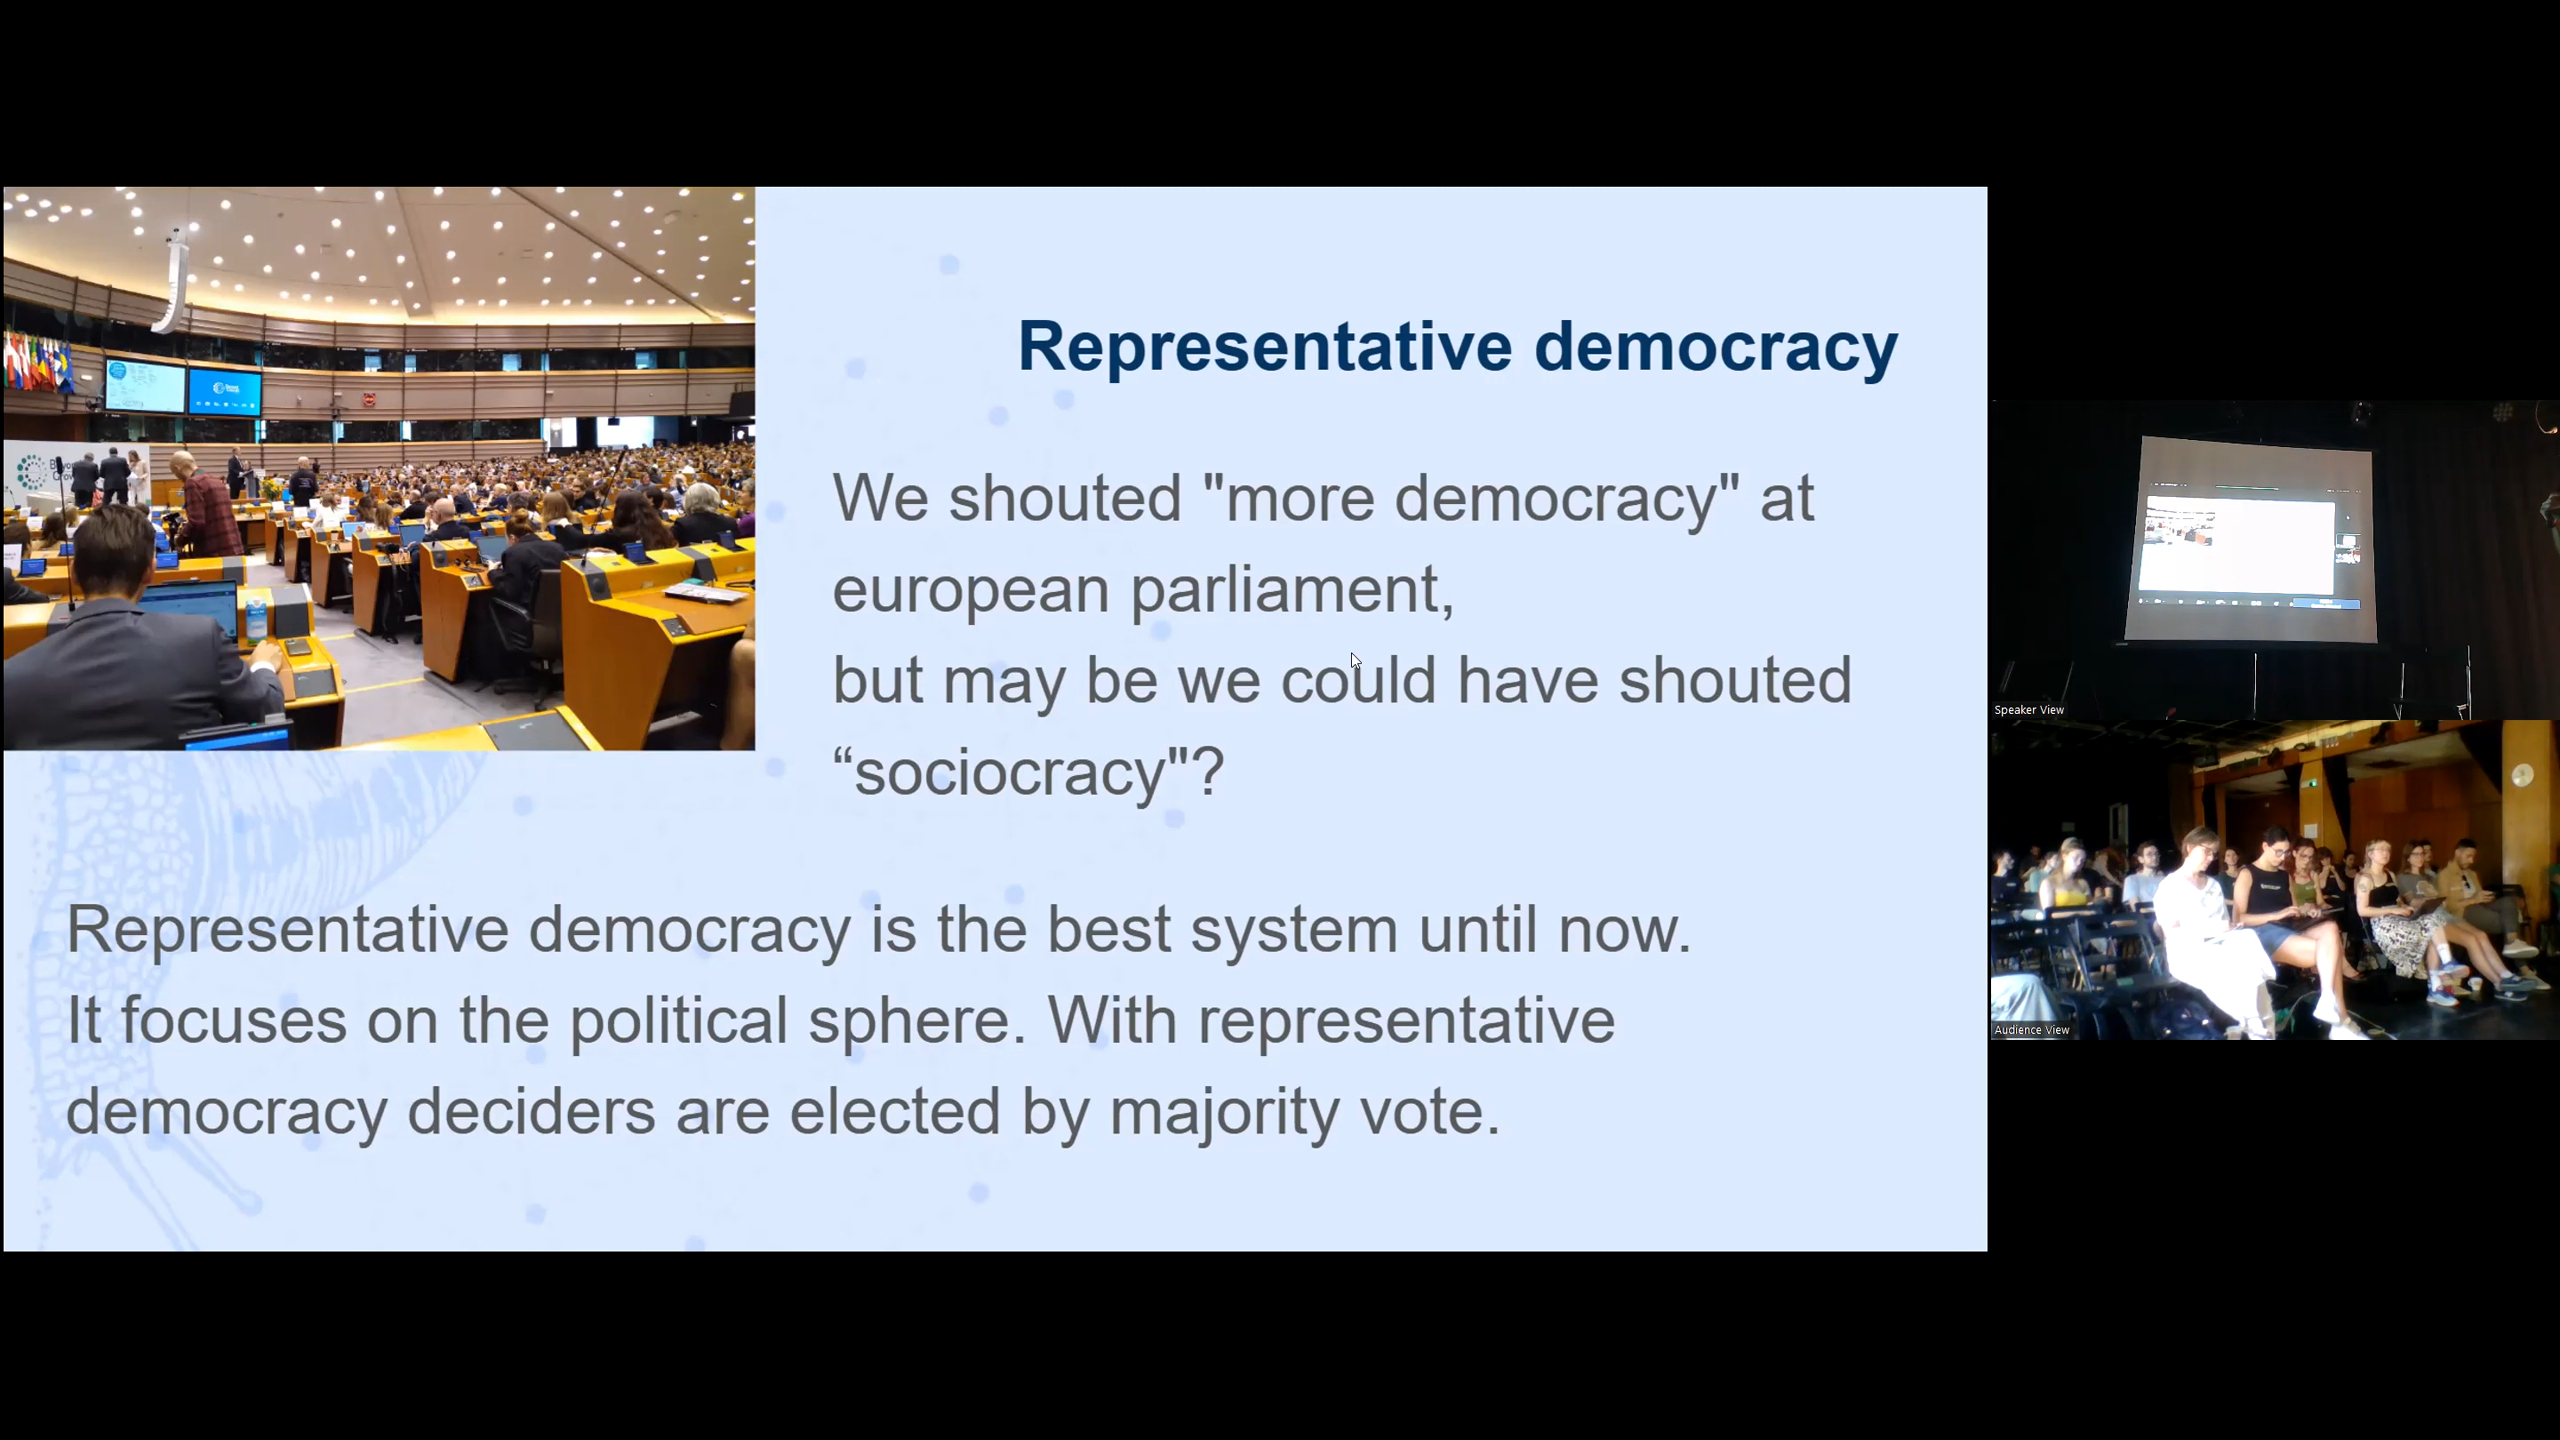 Representative democracy
We shouted "more democracy" at
european parliament,
but may be we could have shouted
“sociocracy"?
Representative democracy is the best system until now.
It focuses on the political sphere. With representative
democracy deciders are elected by majority vote.
Speaker View
Audience View